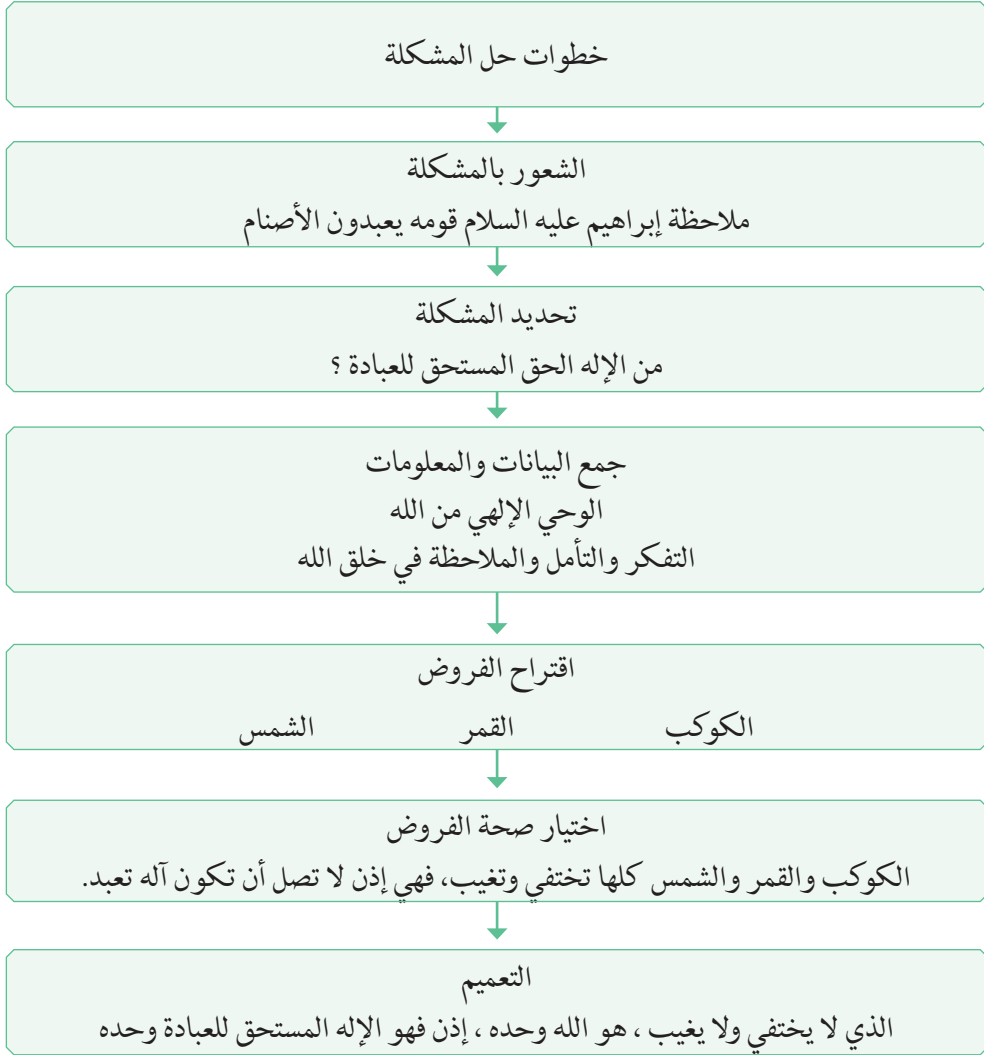 خطوات حل المشكلة
الشعور بالمشكلة
ملاحظة إبراهيم عليه السلام قومه يعبدون الأصنام
تحديد المشكلة
من الإله الحق المستحق للعبادة ؟
جمع البيانات والمعلومات
الوحي الإلهي من الله
التفكر والتأمل والملاحظة في خلق الله
اقتراح الفروض
الكوكب القمر الشمس
اختيار صحة الفروض
الكوكب والقمر والشمس كلها تختفي وتغيب، فهي إذن لا تصل أن تكون آله تعبد.
التعميم
الذي لا يختفي ولا يغيب ، هو الله وحده ، إذن فهو الإله المستحق للعبادة وحده